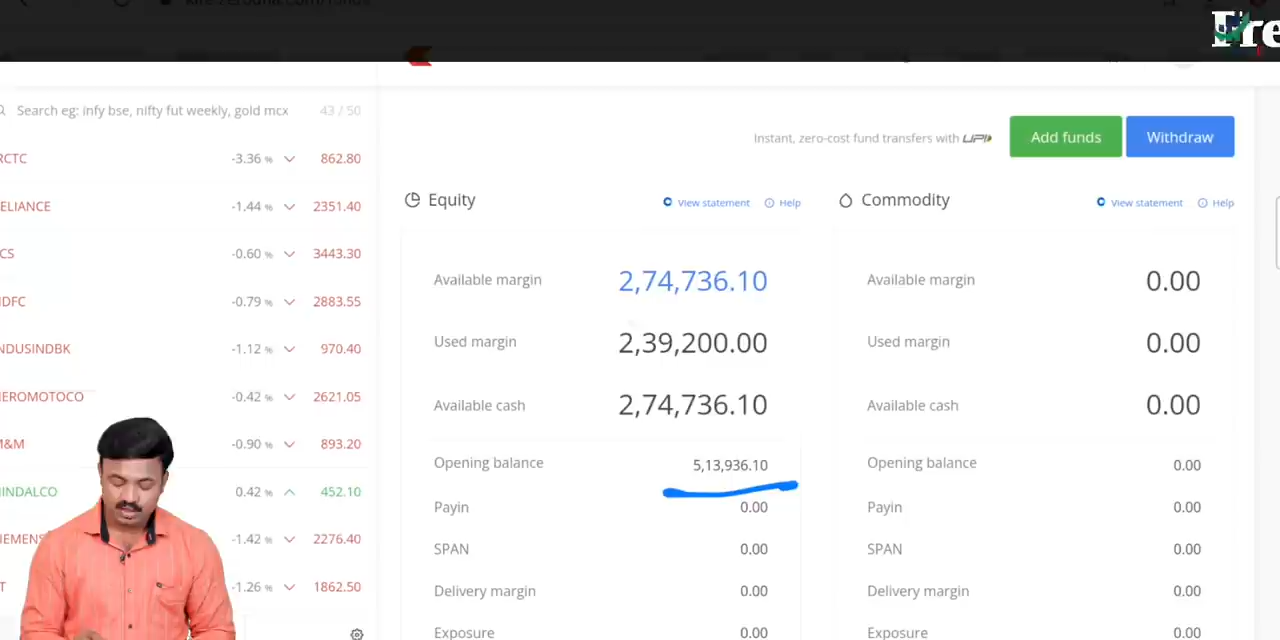 Fre
Search eg: infy bse, nifty fut weekly, gold mcx 43 / 50
Instant, zero-cost fund transfers with UPI Add funds Withdraw
RCTC -3.36 % 862.80
ELIANCE -1.44 % 2351.40
CS -0.60 % 3443.30
HDFC -0.79 % 2883.55
NDUSINDBK -1.12 % 970.40
HEROMOTOCO -0.42 % 2621.05
M&M -0.90 % 893.20
HINDALCO 0.42 % 452.10
IEMENS -1.42 % 2276.40
T -1.26 % 1862.50
Equity View statement Help
Available margin 2,74,736.10
Used margin 2,39,200.00
Available cash 2,74,736.10
Opening balance 5,13,936.10
Payin 0.00
SPAN 0.00
Delivery margin 0.00
Exposure 0.00
Commodity View statement Help
Available margin 0.00
Used margin 0.00
Available cash 0.00
Opening balance 0.00
Payin 0.00
SPAN 0.00
Delivery margin 0.00
Exposure 0.00